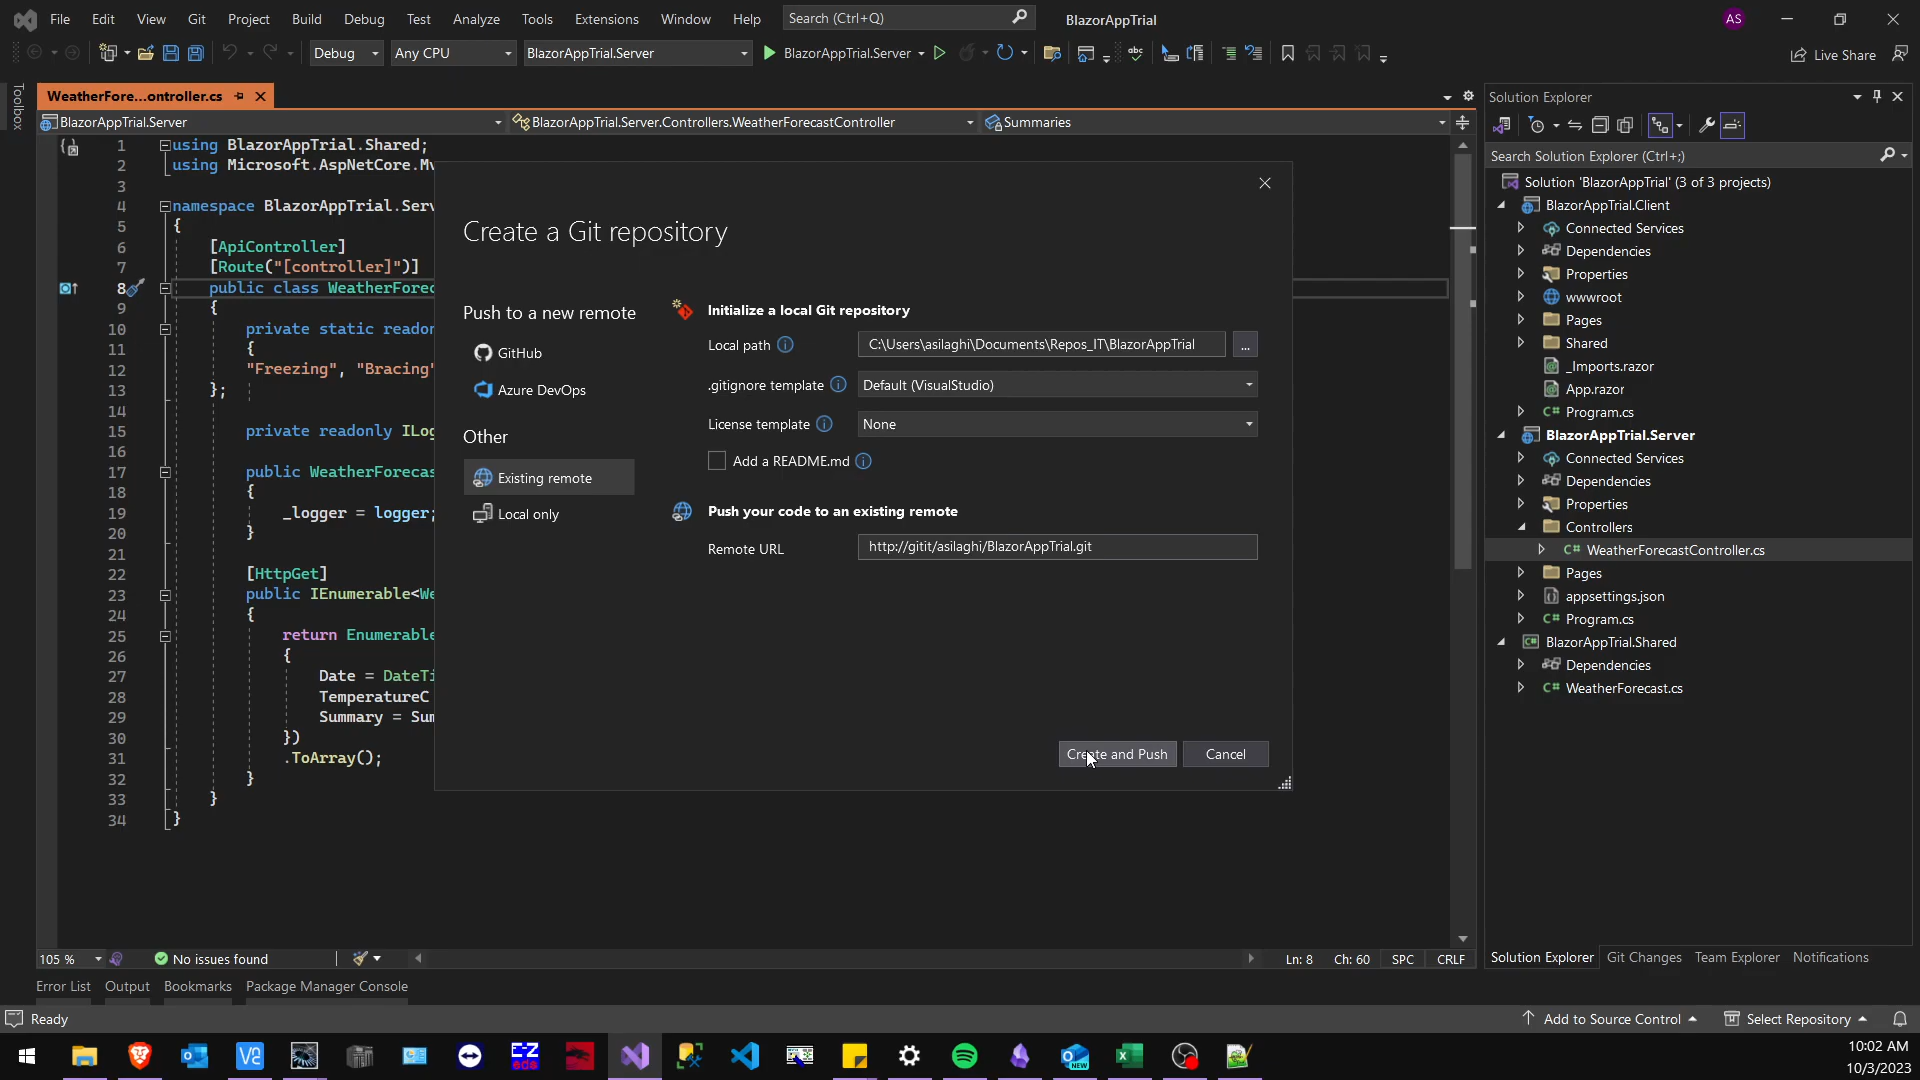 File Edit View Git Project Build Debug Test Analyze Tools Extensions Window Help Search (Ctrl+Q) BlazorAppTrial AS
Debug Any CPU BlazorAppTrial.Server BlazorAppTrial.Server Live Share
Toolbox
WeatherFore...ontroller.cs
BlazorAppTrial.Server BlazorAppTrial.Server.Controllers.WeatherForecastController Summaries
1 using BlazorAppTrial.Shared;
2 using Microsoft.AspNetCore.Mv
3
4 namespace BlazorAppTrial.Serv
5 {
6 [ApiController]
7 [Route("[controller]")]
8 public class WeatherForec
9 {
10 private static readon
11 {
12 "Freezing", "Bracing"
13 };
14
15 private readonly ILog
16
17 public WeatherForecas
18 {
19 _logger = logger;
20 }
21
22 [HttpGet]
23 public IEnumerable<We
24 {
25 return Enumerable
26 {
27 Date = DateTi
28 TemperatureC
29 Summary = Sum
30 })
31 .ToArray();
32 }
33 }
34 }
Create a Git repository
Push to a new remote
GitHub
Azure DevOps
Other
Existing remote
Local only
Initialize a local Git repository
Local path C:\Users\asilaghi\Documents\Repos_IT\BlazorAppTrial ...
.gitignore template Default (VisualStudio)
License template None
Add a README.md
Push your code to an existing remote
Remote URL http://gitit/asilaghi/BlazorAppTrial.git
Create and Push Cancel
Solution Explorer
Search Solution Explorer (Ctrl+;)
Solution 'BlazorAppTrial' (3 of 3 projects)
BlazorAppTrial.Client
Connected Services
Dependencies
Properties
wwwroot
Pages
Shared
_Imports.razor
App.razor
C# Program.cs
BlazorAppTrial.Server
Connected Services
Dependencies
Properties
Controllers
C# WeatherForecastController.cs
Pages
appsettings.json
C# Program.cs
C# BlazorAppTrial.Shared
Dependencies
C# WeatherForecast.cs
105 % No issues found Ln: 8 Ch: 60 SPC CRLF
Solution Explorer Git Changes Team Explorer Notifications
Error List Output Bookmarks Package Manager Console
Ready Add to Source Control Select Repository
10:02 AM
10/3/2023